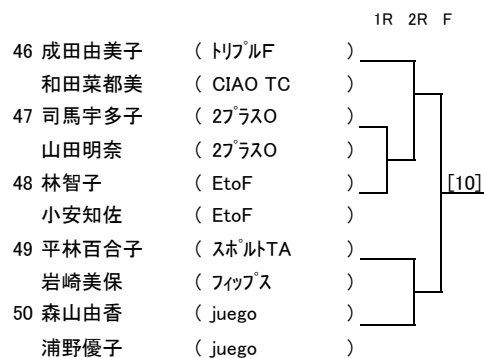 1R 2R F
46 成田由美子 ( トリプルF )
和田菜都美 ( CIAO TC )
47 司馬宇多子 ( 2プラスO )
山田明奈 ( 2プラスO )
48 林智子 ( EtoF )
小安知佐 ( EtoF )
[10]
49 平林百合子 ( スポルトTA )
岩崎美保 ( フィップス )
50 森山由香 ( juego )
浦野優子 ( juego )